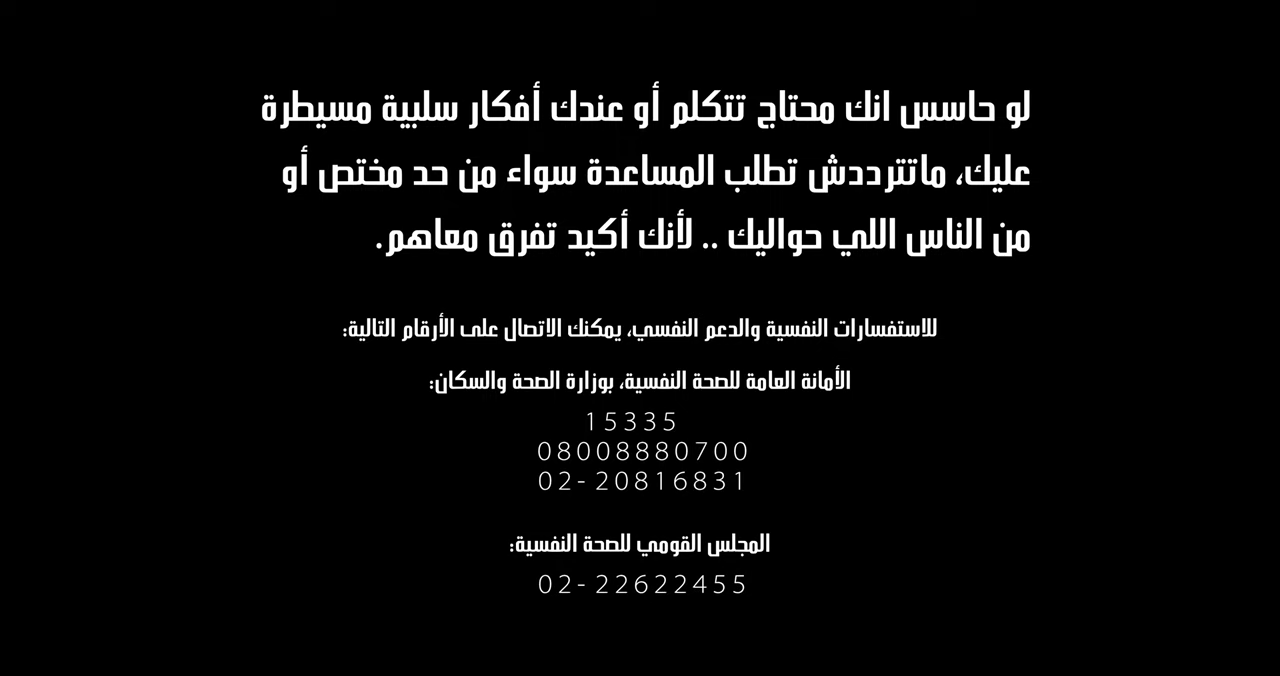 لو حاسس انك محتاج تتكلم أو عندك أفكار سلبية مسيطرة
عليك، ماتترددش تطلب المساعدة سواء من حد مختص أو
من الناس اللي حواليك .. لأنك أكيد تفرق معاهم.
للاستفسارات النفسية والدعم النفسي، يمكنك الاتصال على الأرقام التالية:
الأمانة العامة للصحة النفسية، بوزارة الصحة والسكان:
15335
08008880700
02-20816831
المجلس القومي للصحة النفسية:
02-22622455